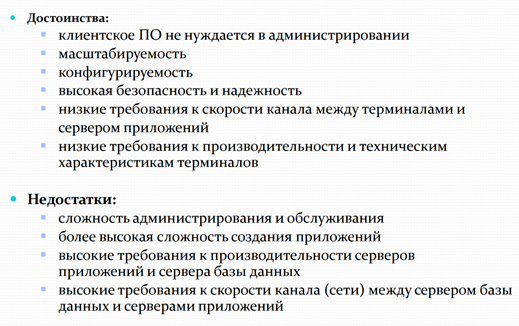 Достоинства:
клиентское ПО не нуждается в администрировании
масштабируемость
конфигурируемость
высокая безопасность и надежность
низкие требования к скорости канала между терминалами и
сервером приложений
низкие требования к производительности и техническим
характеристикам терминалов
Недостатки:
сложность администрирования и обслуживания
более высокая сложность создания приложений
высокие требования к производительности серверов
приложений и сервера базы данных
высокие требования к скорости канала (сети) между сервером базы
данных и серверами приложений